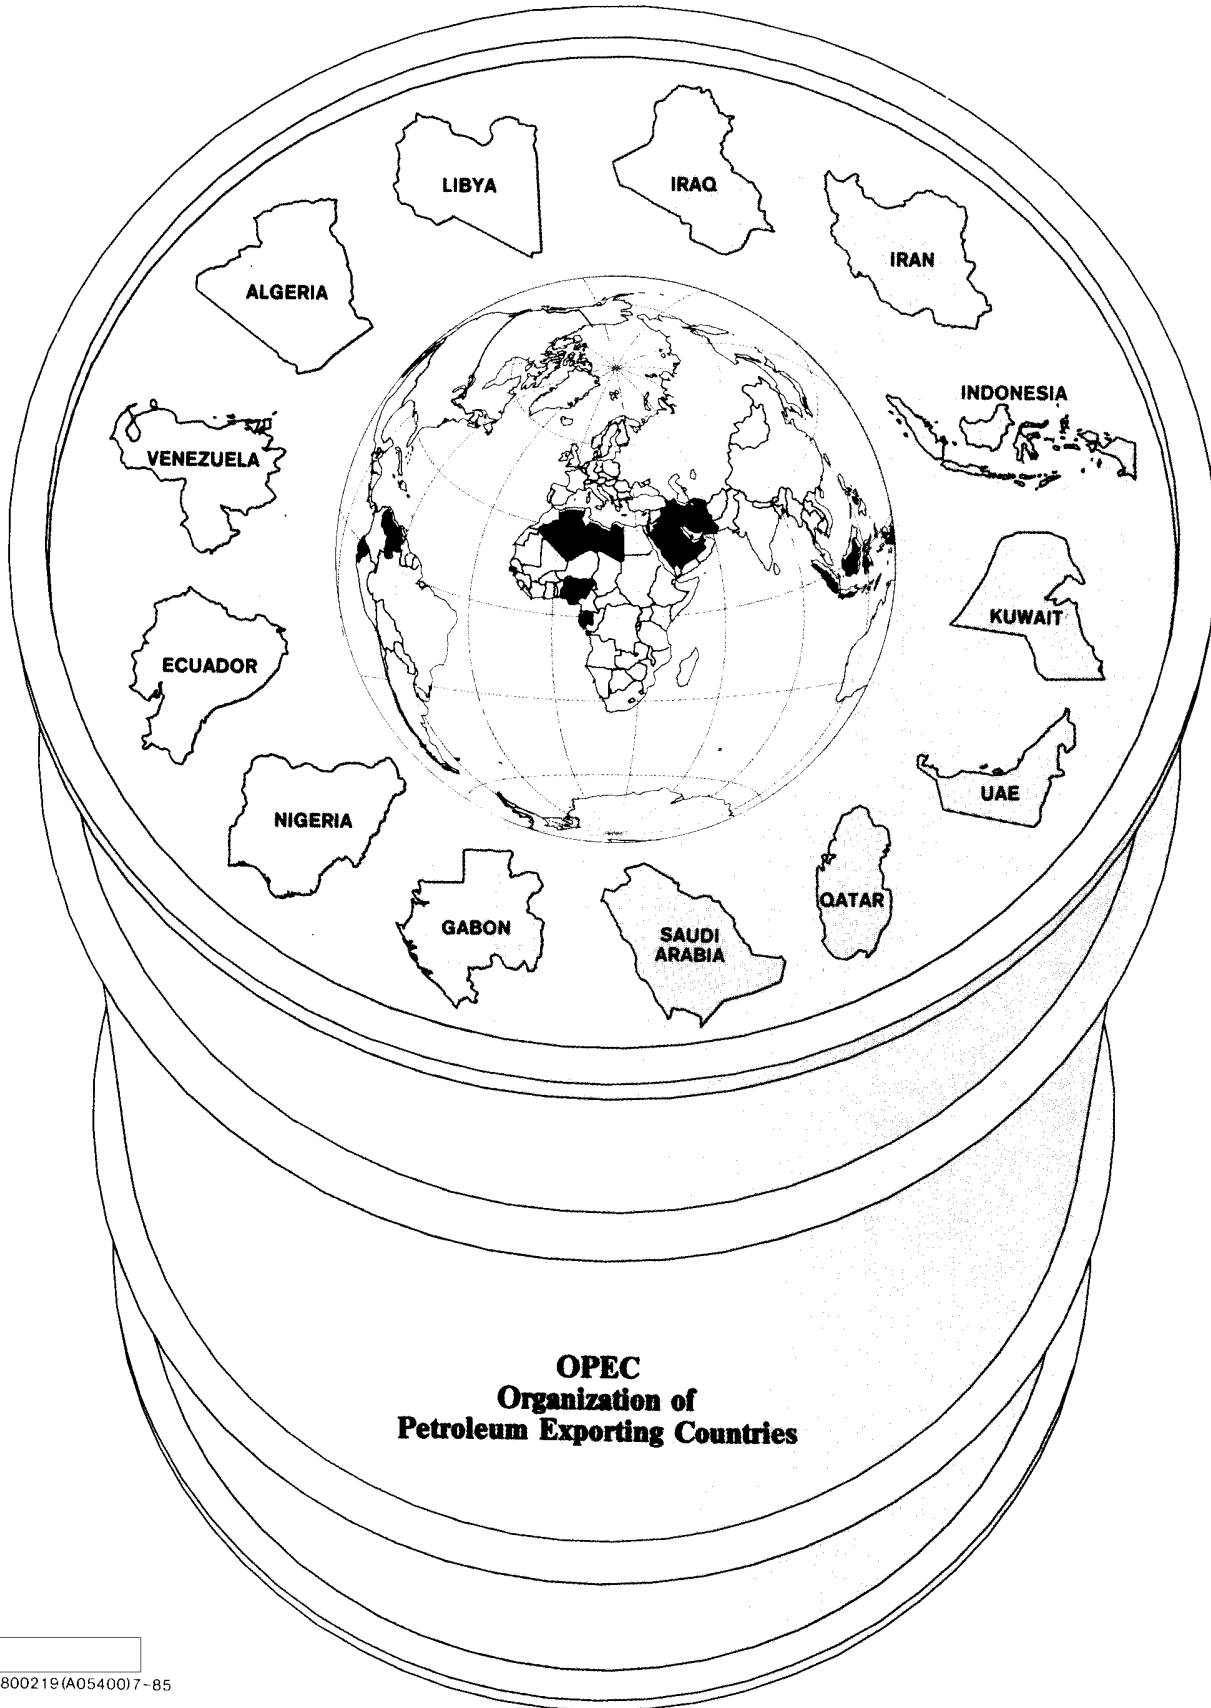 LIBYA
IRAQ
IRAN
ALGERIA
INDONESIA
VENEZUELA
KUWAIT
ECUADOR
UAE
NIGERIA
QATAR
GABON
SAUDI
ARABIA
OPEC
Organization of
Petroleum Exporting Countries
800219(A05400)7-85